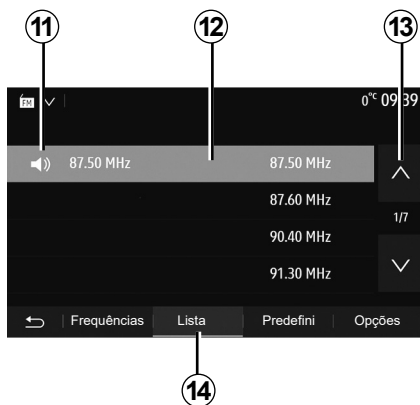 11 12 13
FM 0°C 09 39
87.50 MHz 87.50 MHz
87.60 MHz
1/7
90.40 MHz
91.30 MHz
Frequências Lista Predefini Opções
14